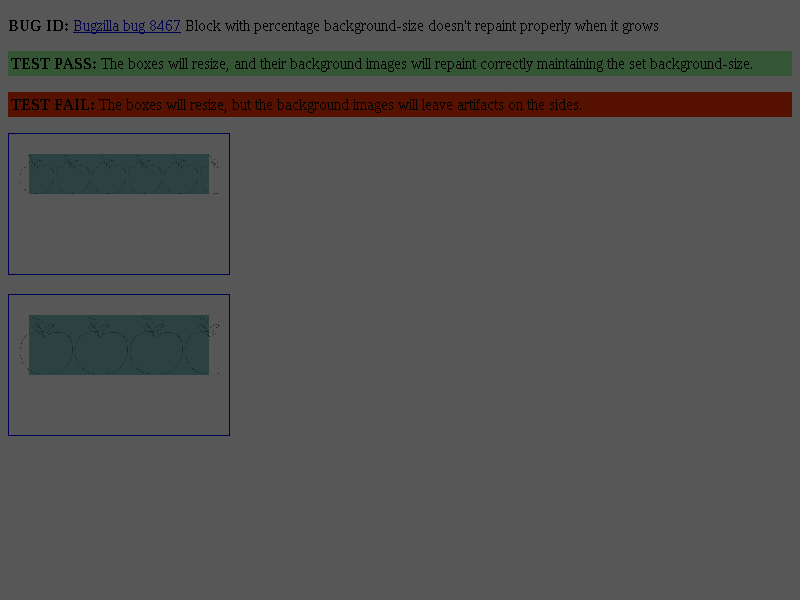 BUG ID: Bugzilla bug 8467 Block with percentage background-size doesn't repaint properly when it grows
TEST PASS: The boxes will resize, and their background images will repaint correctly maintaining the set background-size.
TEST FAIL: The boxes will resize, but the background images will leave artifacts on the sides.